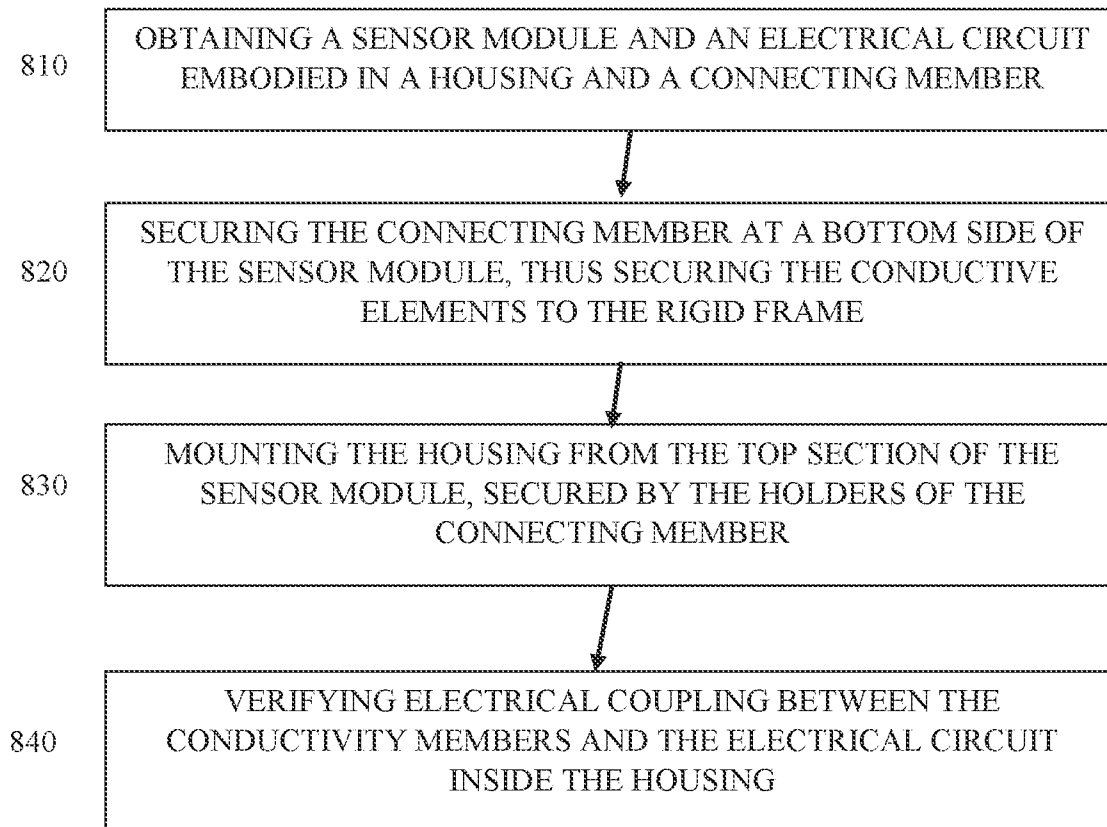 810
OBTAINING A SENSOR MODULE AND AN ELECTRICAL CIRCUIT
EMBODIED IN A HOUSING AND A CONNECTING MEMBER
820
SECURING THE CONNECTING MEMBER AT A BOTTOM SIDE OF
THE SENSOR MODULE, THUS SECURING THE CONDUCTIVE
ELEMENTS TO THE RIGID FRAME
830
MOUNTING THE HOUSING FROM THE TOP SECTION OF THE
SENSOR MODULE, SECURED BY THE HOLDERS OF THE
CONNECTING MEMBER
840
VERIFYING ELECTRICAL COUPLING BETWEEN THE
CONDUCTIVITY MEMBERS AND THE ELECTRICAL CIRCUIT
INSIDE THE HOUSING